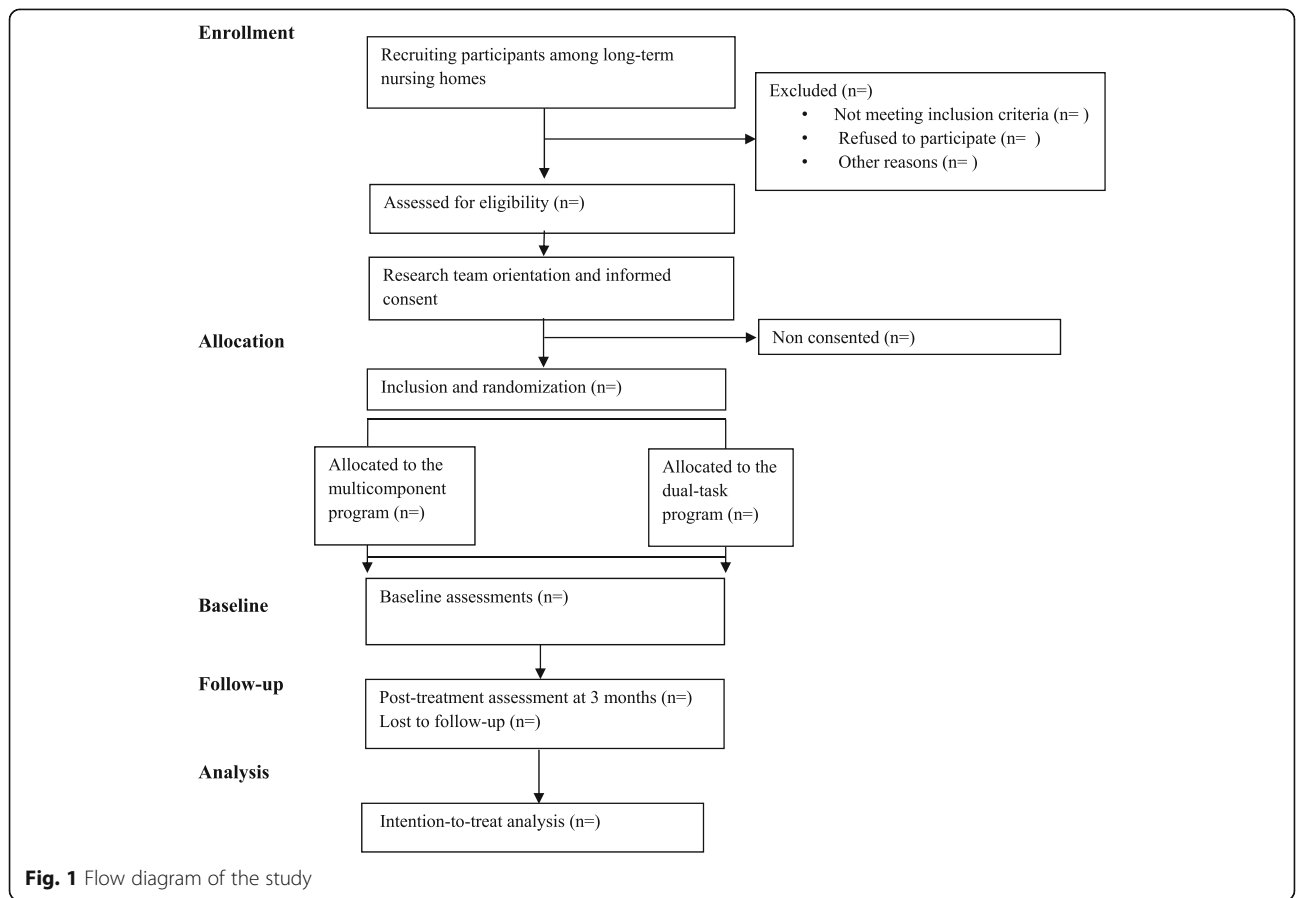 Enrollment
Recruiting participants among long-term
nursing homes
Excluded (n=)
• Not meeting inclusion criteria (n= )
• Refused to participate (n= )
• Other reasons (n= )
Assessed for eligibility (n=)
Research team orientation and informed
consent
Allocation
Non consented (n=)
Inclusion and randomization (n=)
Allocated to the
multicomponent
program (n=)
Allocated to the
dual-task
program (n=)
Baseline
Baseline assessments (n=)
Follow-up
Post-treatment assessment at 3 months (n=)
Lost to follow-up (n=)
Analysis
Intention-to-treat analysis (n=)
Fig. 1 Flow diagram of the study